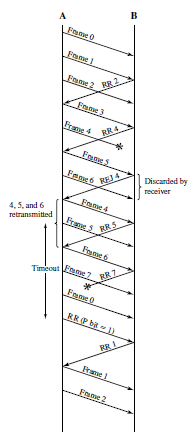 A
B
Frame 0
Frame 1
RR 2
Frame 2
Frame 3
Frame 4
RR 4
Frame 5
Frame 6
REJ 4
Discarded by
receiver
4, 5, and 6
retransmitted
Frame 4
Frame 5
RR 5
Frame 6
Timeout
Frame 7
RR 7
Frame 0
RR (P bit = 1)
RR 1
Frame 1
Frame 2